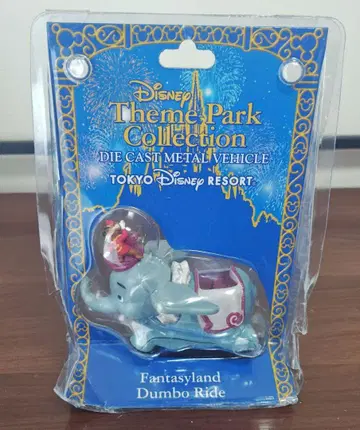 Disney
Theme Park
Collection
DIE CAST METAL VEHICLE
TOKYO Disney RESORT
Fantasyland
Dumbo Ride